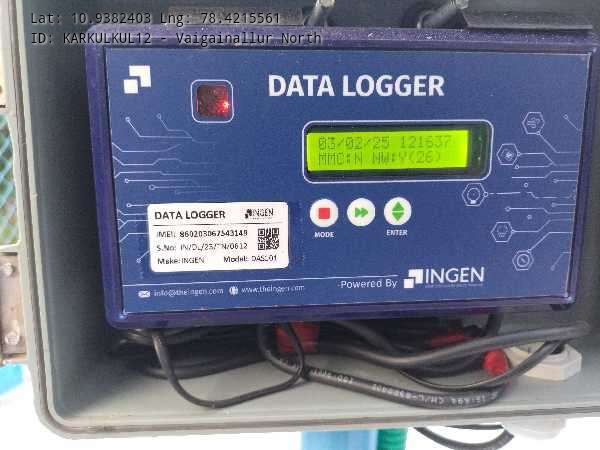 Lat: 10.9382403 Lng: 78.4215561
ID: KARKULKUL12 - Vaigainallur North
DATA LOGGER
03/02/25 121637
MMC:N NW:Y(26)
DATA LOGGER INGEN
IMEI: 860203067543149
S.No: IN/DL/23/TN/0612
Make: INGEN Model: DAS101
MODE ENTER
info@theingen.com www.theingen.com
-Powered By INGEN